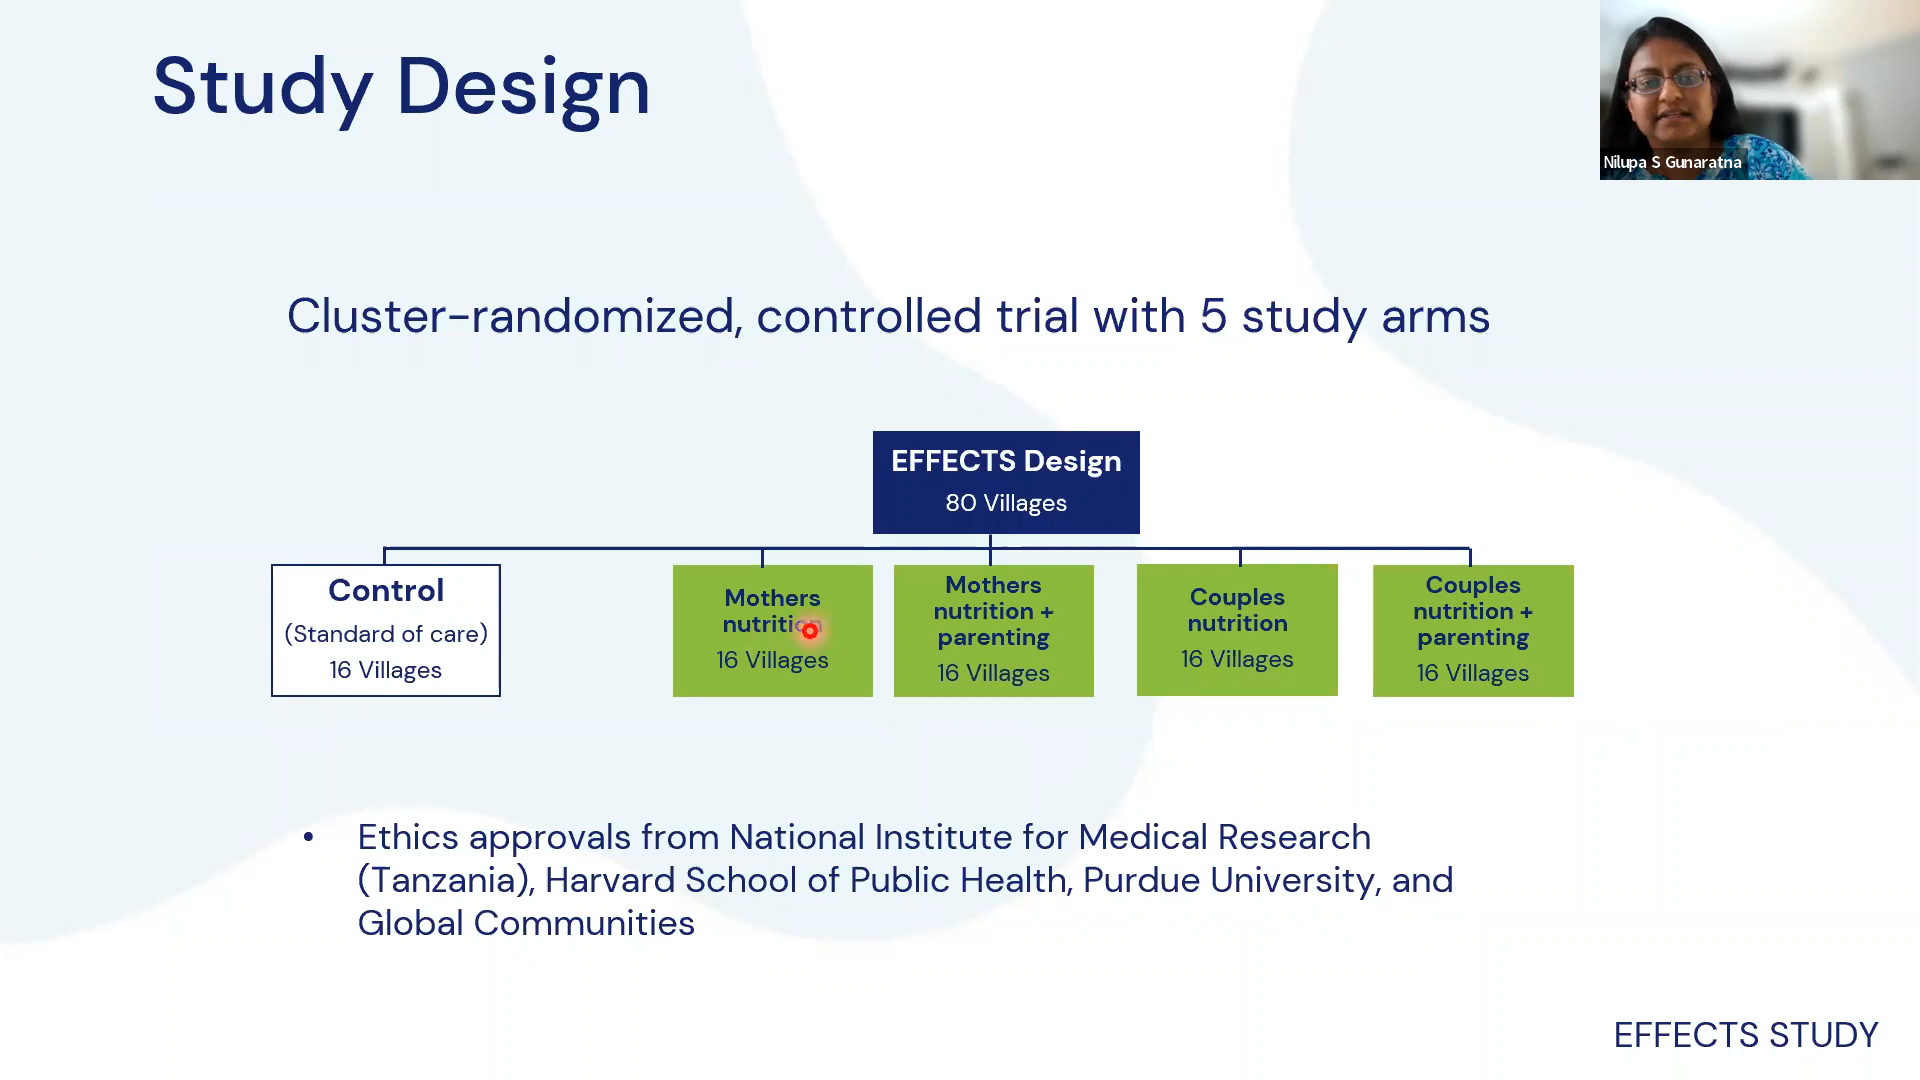 Study Design
Nilupa S Gunaratna
Cluster-randomized, controlled trial with 5 study arms
EFFECTS Design
80 Villages
Control
(Standard of care)
16 Villages
Mothers
nutrition
16 Villages
Mothers
nutrition +
parenting
16 Villages
Couples
nutrition
16 Villages
Couples
nutrition +
parenting
16 Villages
• Ethics approvals from National Institute for Medical Research
(Tanzania), Harvard School of Public Health, Purdue University, and
Global Communities
EFFECTS STUDY